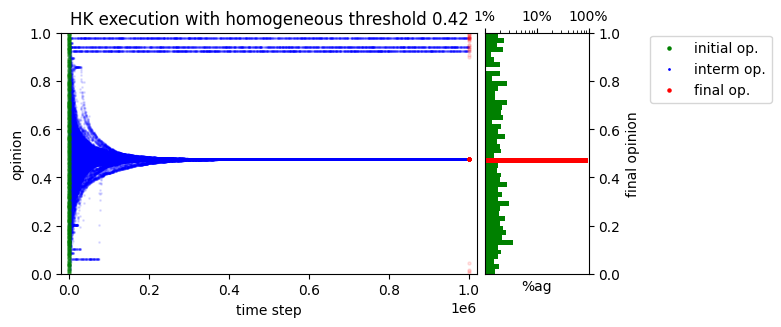 HK execution with homogeneous threshold 0.42
1% 10% 100%
1.0 1.0
0.8 0.8
0.6 0.6
0.4 0.4
0.2 0.2
0.0 0.0
opinion
final opinion
0.0 0.2 0.4 0.6 0.8 1.0
1e6
time step
%ag
initial op.
interm op.
final op.